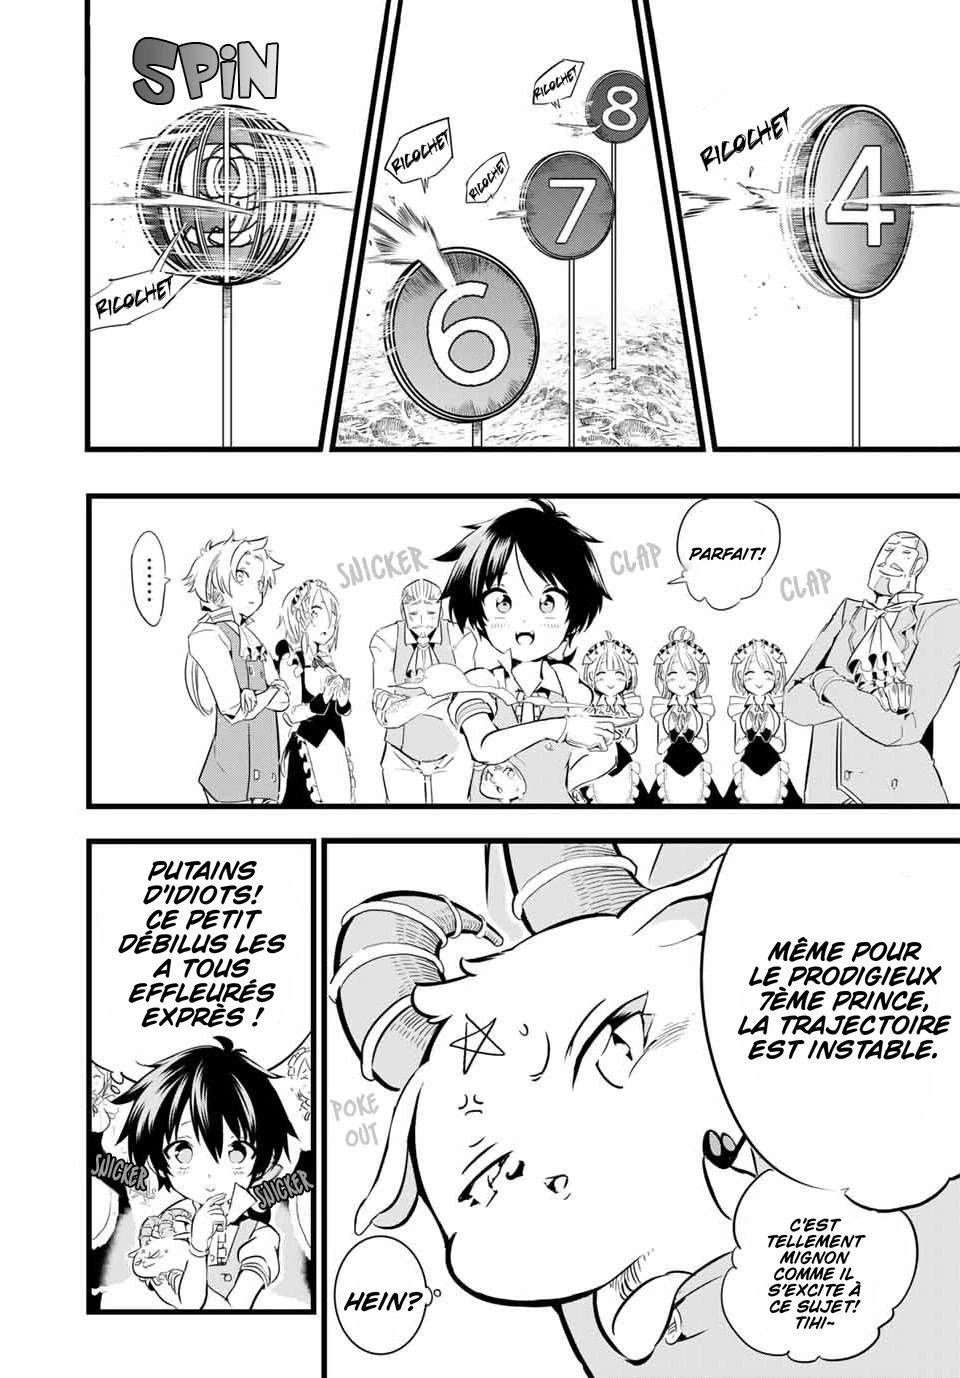 SPIN
RICOCHET
9
RICOCHET
RICOCHET
RICOCHET
8
7
6
RICOCHET
4
.....
SNICKER
CLAP
PARFAIT!
CLAP
PUTAINS
D'IDIOTS!
CE PETIT
DÉBILUS LES
A TOUS
EFFLEURÉS
EXPRÈS !
SNICKER
SNICKER
MÊME POUR
LE PRODIGIEUX
7ÈME PRINCE,
LA TRAJECTOIRE
EST INSTABLE.
POKE
OUT
HEIN?
C'EST
TELLEMENT
MIGNON
COMME IL
S'EXCITE À
CE SUJET!
TIHI~